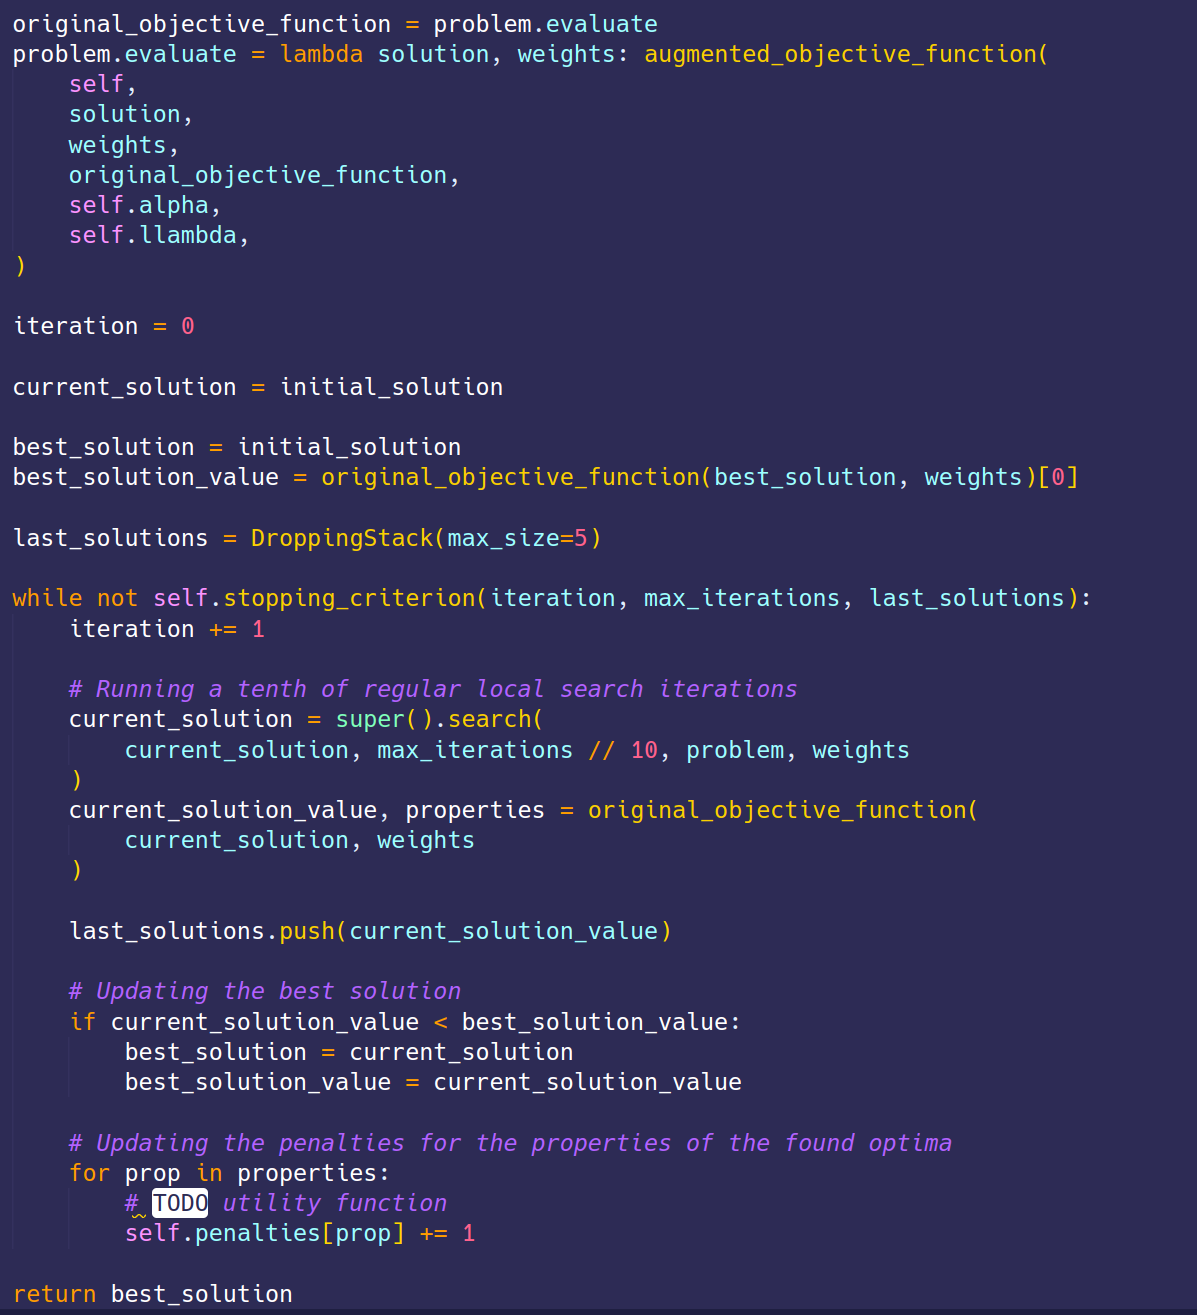 original_objective_function = problem.evaluate
problem.evaluate = lambda solution, weights: augmented_objective_function(
    self,
    solution,
    weights,
    original_objective_function,
    self.alpha,
    self.llambda,
)

iteration = 0

current_solution = initial_solution

best_solution = initial_solution
best_solution_value = original_objective_function(best_solution, weights)[0]

last_solutions = DroppingStack(max_size=5)

while not self.stopping_criterion(iteration, max_iterations, last_solutions):
    iteration += 1

    # Running a tenth of regular local search iterations
    current_solution = super().search(
        current_solution, max_iterations // 10, problem, weights
    )
    current_solution_value, properties = original_objective_function(
        current_solution, weights
    )

    last_solutions.push(current_solution_value)

    # Updating the best solution
    if current_solution_value < best_solution_value:
        best_solution = current_solution
        best_solution_value = current_solution_value

    # Updating the penalties for the properties of the found optima
    for prop in properties:
        # TODO utility function
        self.penalties[prop] += 1

return best_solution